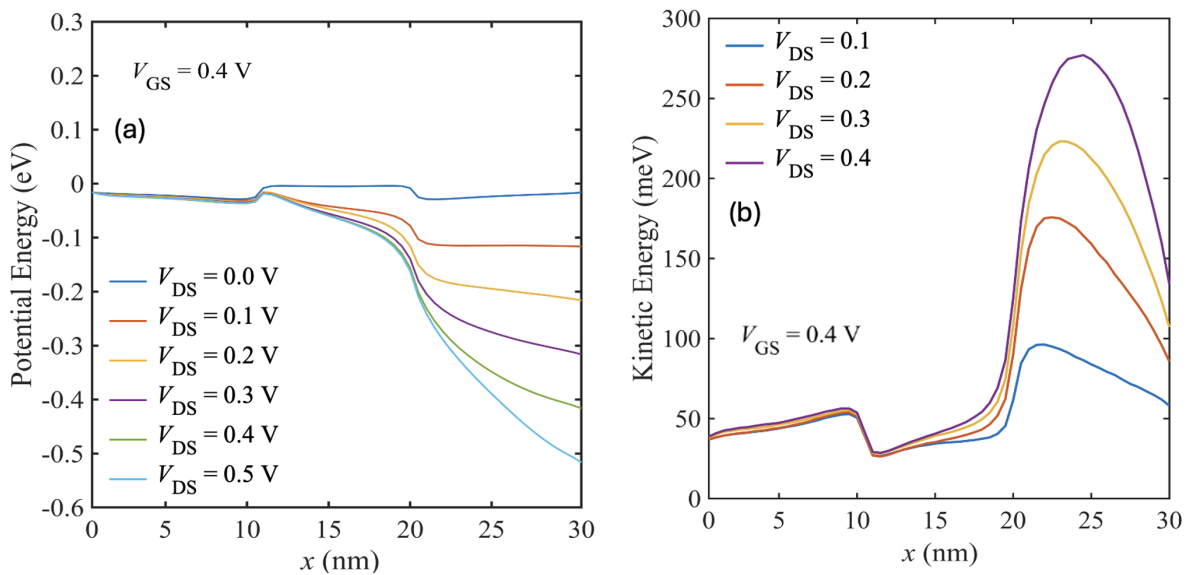 0.3
0.2
0.1
0
-0.1
-0.2
-0.3
-0.4
-0.5
-0.6
Potential Energy (eV)
V_GS = 0.4 V
(a)
V_DS = 0.0 V
V_DS = 0.1 V
V_DS = 0.2 V
V_DS = 0.3 V
V_DS = 0.4 V
V_DS = 0.5 V
0 5 10 15 20 25 30
x (nm)
300
250
200
150
100
50
0
Kinetic Energy (meV)
V_DS = 0.1
V_DS = 0.2
V_DS = 0.3
V_DS = 0.4
(b)
V_GS = 0.4 V
0 5 10 15 20 25 30
x (nm)